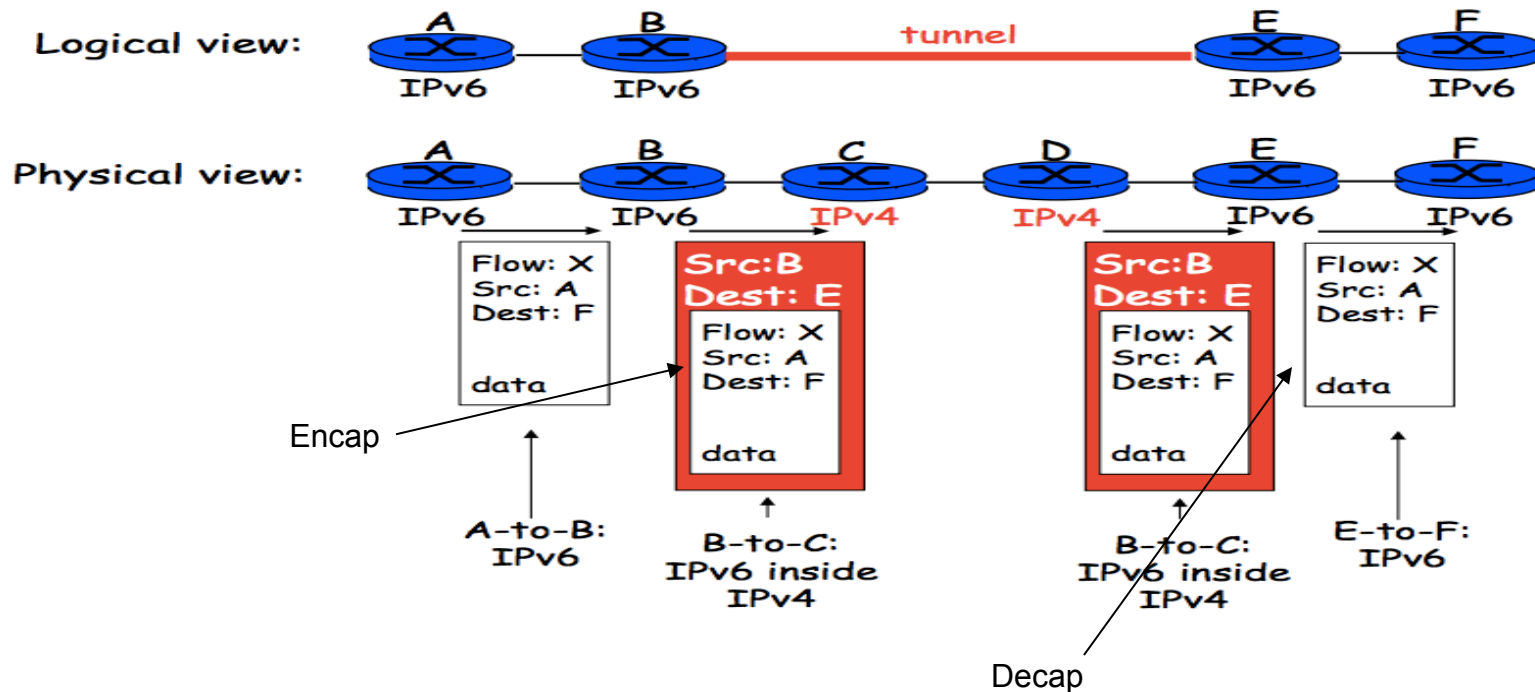 Logical view:
A
B
tunnel
E
F
IPv6
IPv6
IPv6
IPv6
Physical view:
A
B
C
D
E
F
IPv6
IPv6
IPv4
IPv4
IPv6
IPv6
Flow: X
Src: A
Dest: F
data
Src:B
Dest: E
Flow: X
Src: A
Dest: F
data
Src:B
Dest: E
Flow: X
Src: A
Dest: F
data
Flow: X
Src: A
Dest: F
data
Encap
A-to-B:
IPv6
B-to-C:
IPv6 inside
IPv4
B-to-C:
IPv6 inside
IPv4
E-to-F:
IPv6
Decap